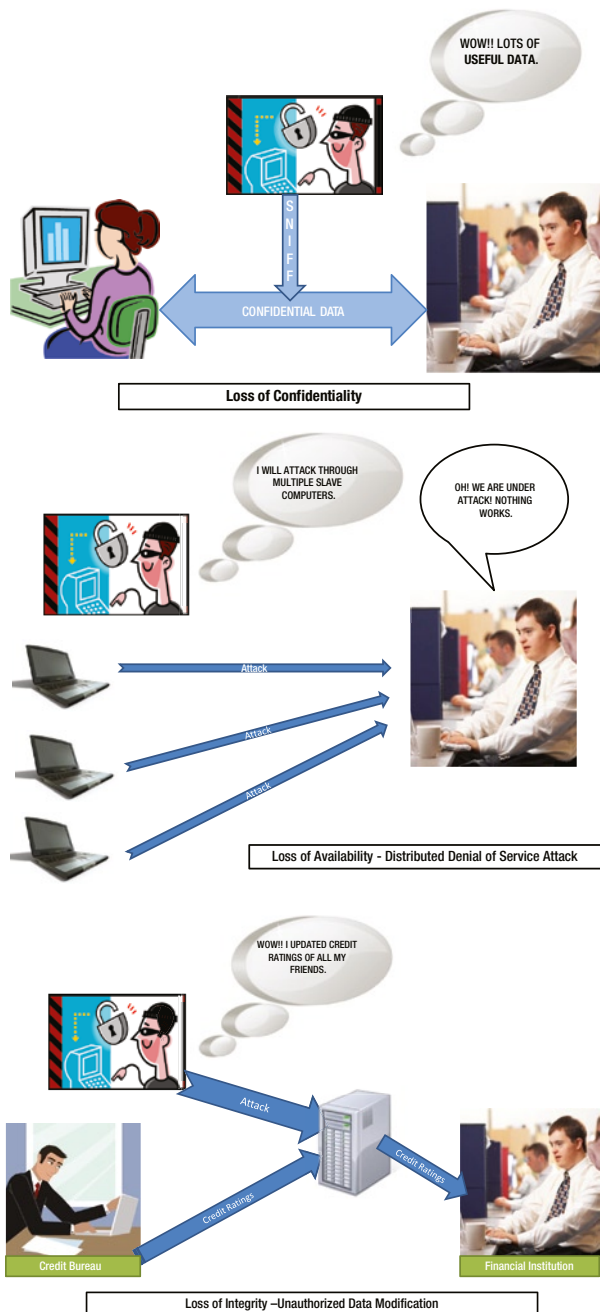 WOW!! LOTS OF
USEFUL DATA.
SNIFF
CONFIDENTIAL DATA
Loss of Confidentiality
I WILL ATTACK THROUGH
MULTIPLE SLAVE
COMPUTERS.
OH! WE ARE UNDER
ATTACK! NOTHING
WORKS.
Attack
Attack
Attack
Loss of Availability - Distributed Denial of Service Attack
WOW!! I UPDATED CREDIT
RATINGS OF ALL MY
FRIENDS.
Attack
Credit Ratings
Credit Ratings
Credit Bureau
Financial Institution
Loss of Integrity –Unauthorized Data Modification